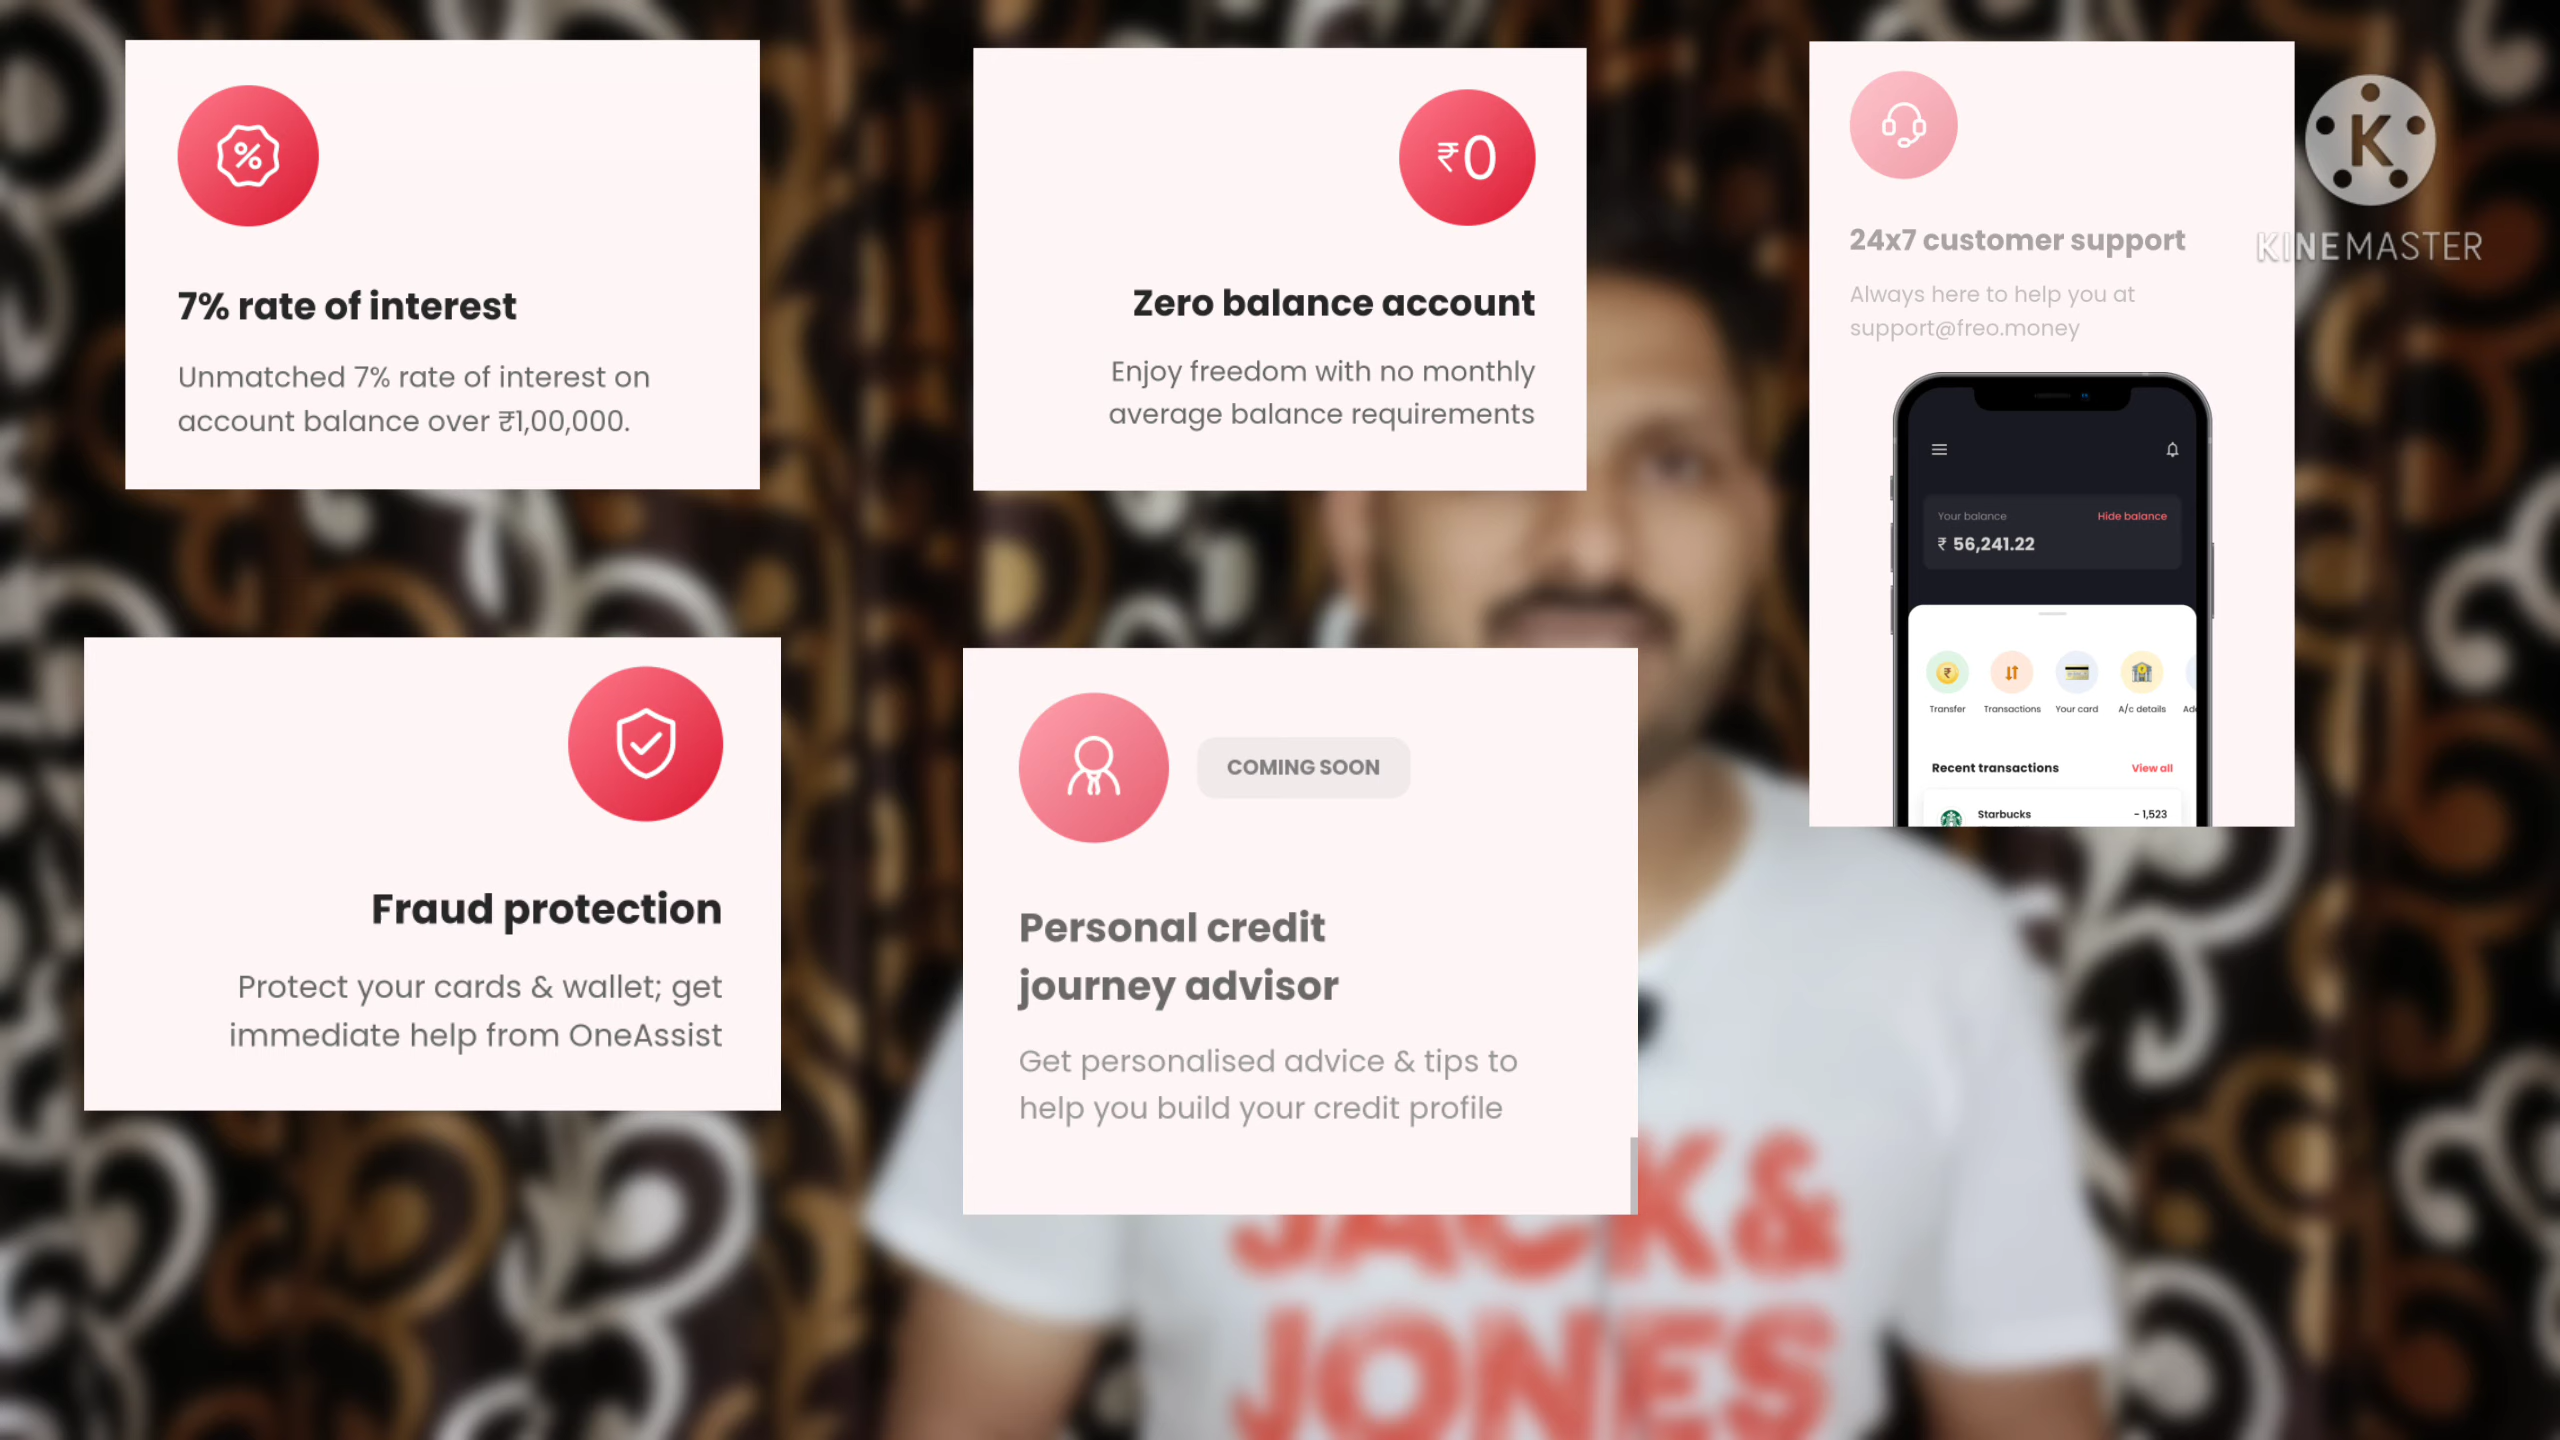 7% rate of interest
Unmatched 7% rate of interest on
account balance over ₹1,00,000.
₹0
Zero balance account
Enjoy freedom with no monthly
average balance requirements
24x7 customer support
Always here to help you at
support@freo.money
Your balance
Hide balance
₹ 56,241.22
Transfer
Transactions
Your card
A/c details
Recent transactions
View all
Starbucks
- 1,523
K
KINEMASTER
Fraud protection
Protect your cards & wallet; get
immediate help from OneAssist
COMING SOON
Personal credit
journey advisor
Get personalised advice & tips to
help you build your credit profile
JACK&
JONES